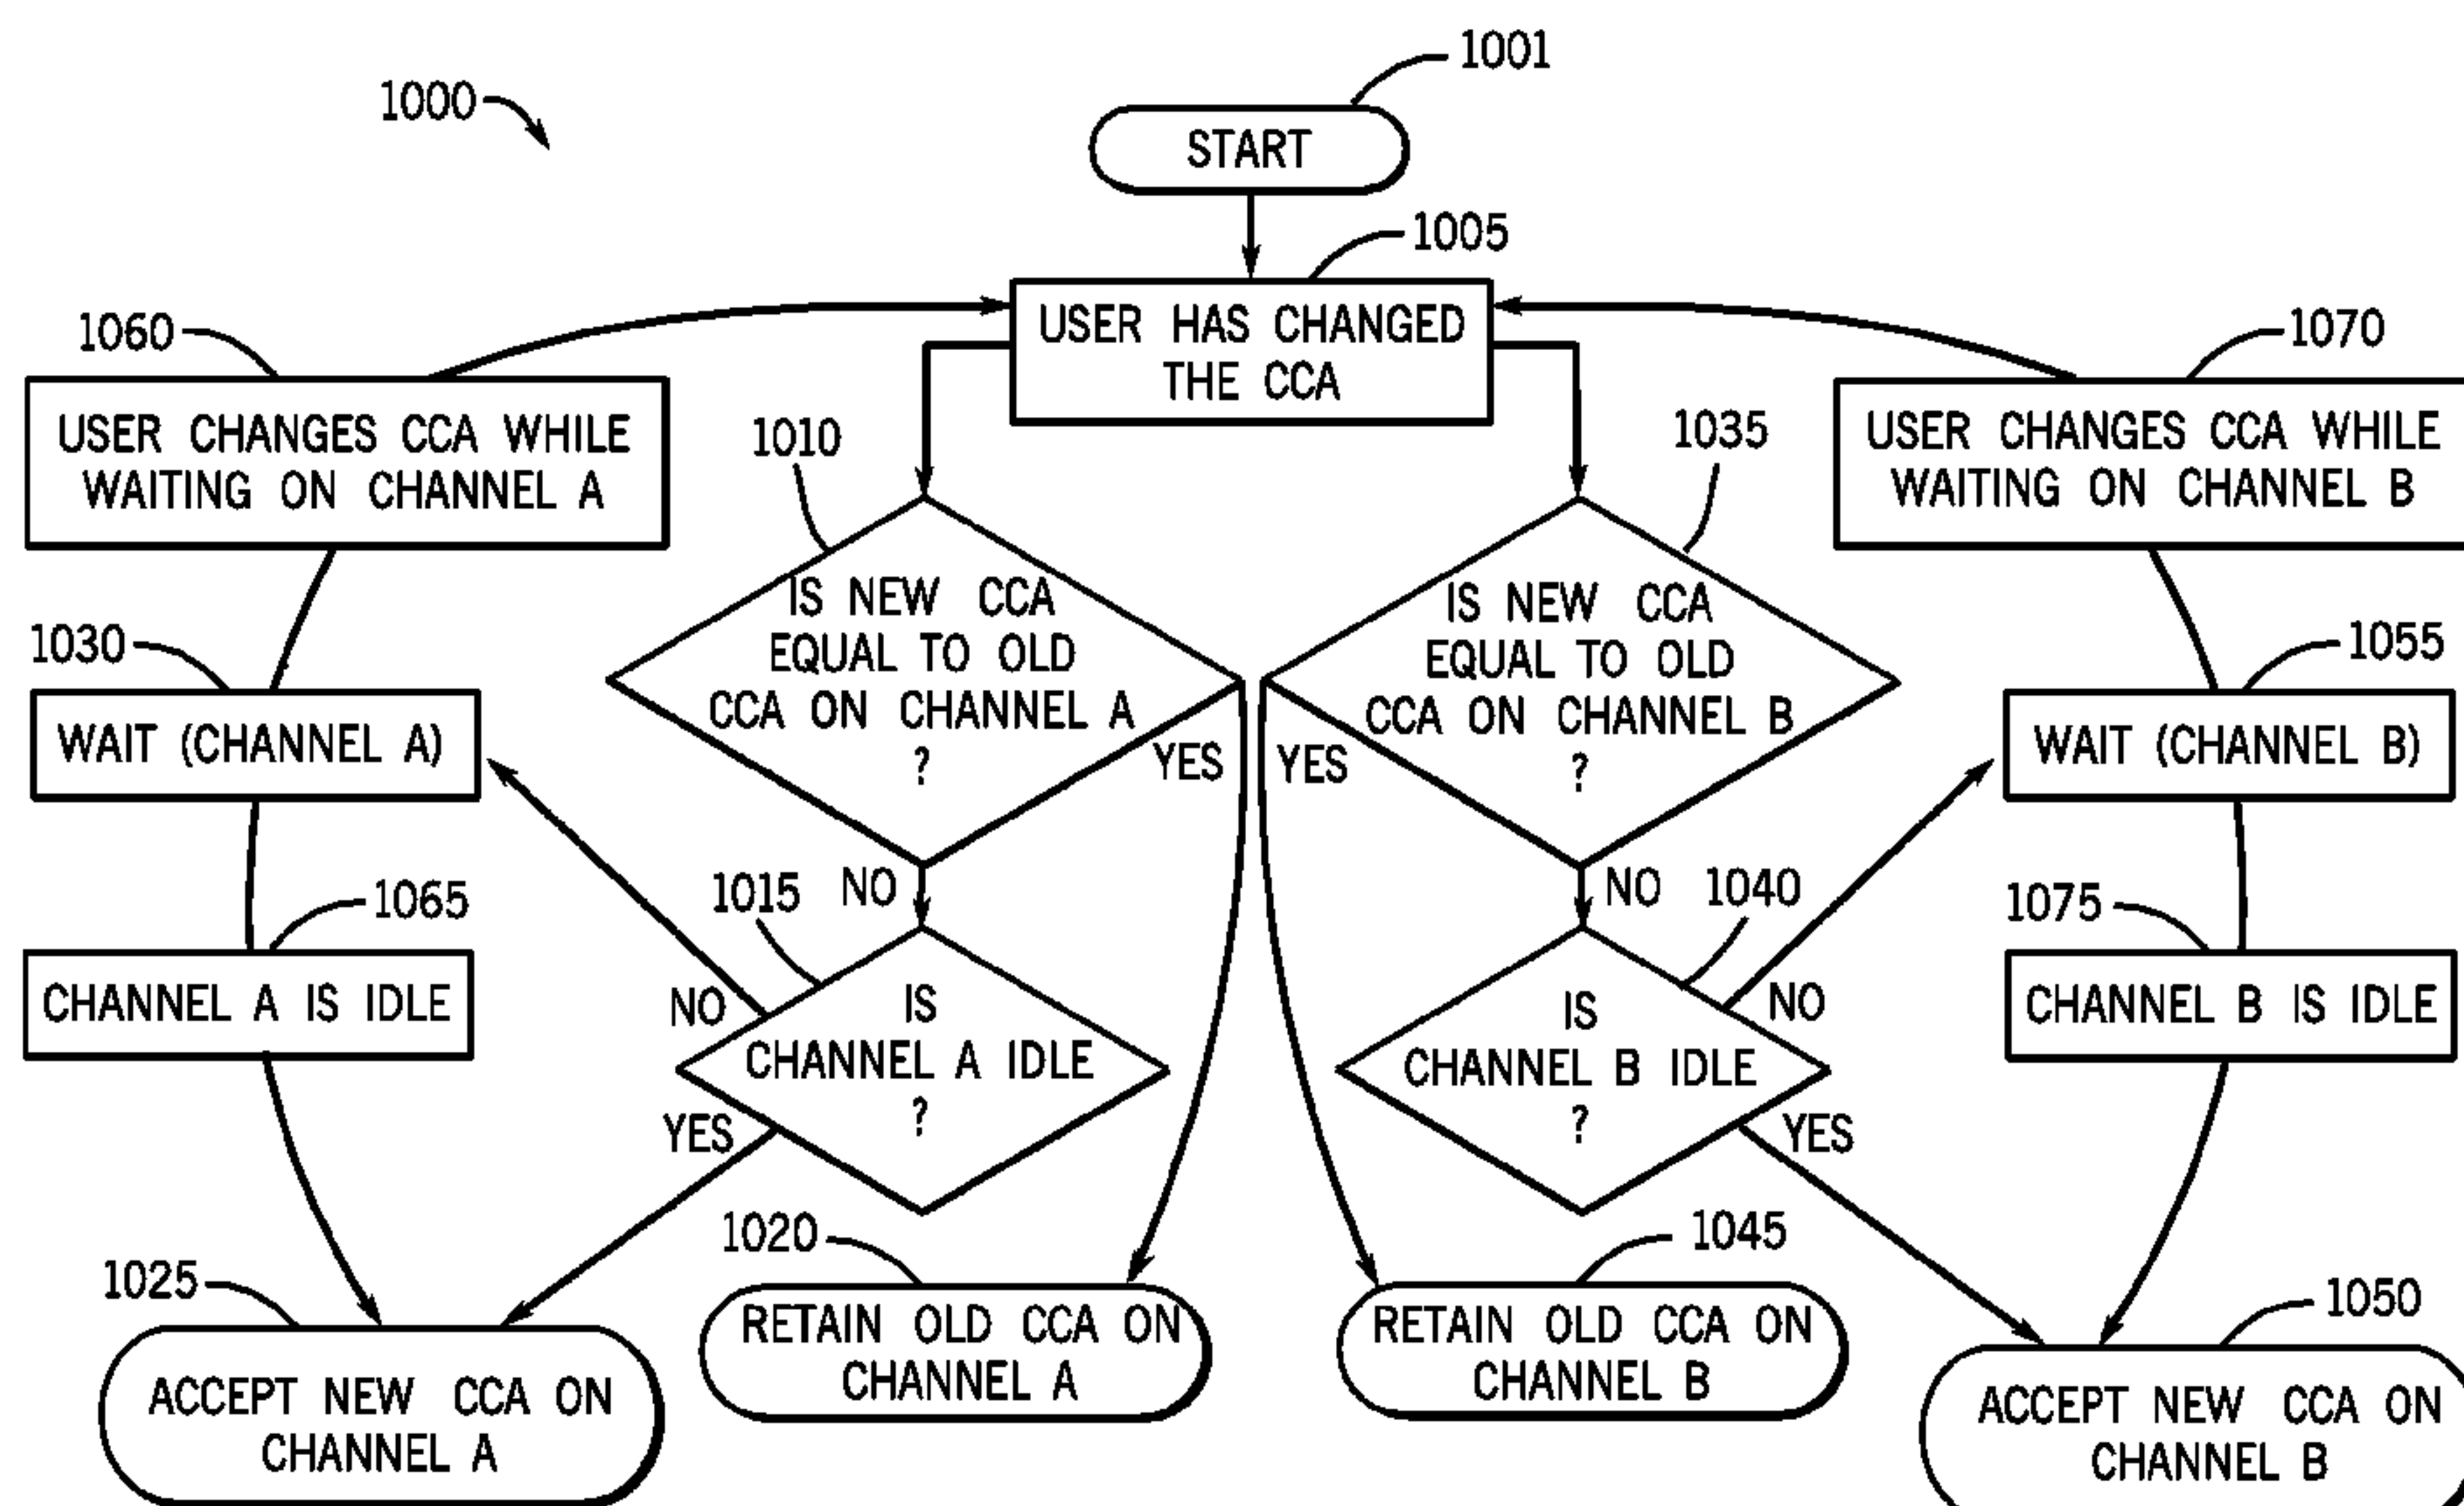 1000
1001
START
1005
USER HAS CHANGED
THE CCA
1060
USER CHANGES CCA WHILE
WAITING ON CHANNEL A
1070
USER CHANGES CCA WHILE
WAITING ON CHANNEL B
1010
IS NEW CCA
EQUAL TO OLD
CCA ON CHANNEL A
?
YES
NO
1035
IS NEW CCA
EQUAL TO OLD
CCA ON CHANNEL B
?
YES
NO
1030
WAIT (CHANNEL A)
1055
WAIT (CHANNEL B)
1065
CHANNEL A IS IDLE
1015
IS
CHANNEL A IDLE
?
NO
YES
1040
IS
CHANNEL B IDLE
?
NO
YES
1075
CHANNEL B IS IDLE
1025
ACCEPT NEW CCA ON
CHANNEL A
1020
RETAIN OLD CCA ON
CHANNEL A
1045
RETAIN OLD CCA ON
CHANNEL B
1050
ACCEPT NEW CCA ON
CHANNEL B